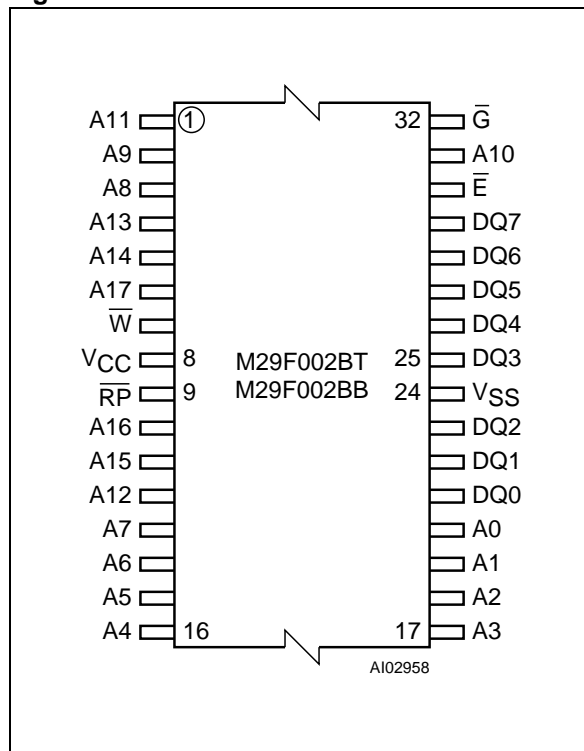 A11 1 32 G̅
A9 A10
A8 E̅
A13 DQ7
A14 DQ6
A17 DQ5
W̅ DQ4
VCC 8 M29F002BT 25 DQ3
R̅P̅ 9 M29F002BB 24 VSS
A16 DQ2
A15 DQ1
A12 DQ0
A7 A0
A6 A1
A5 A2
A4 16 17 A3
AI02958